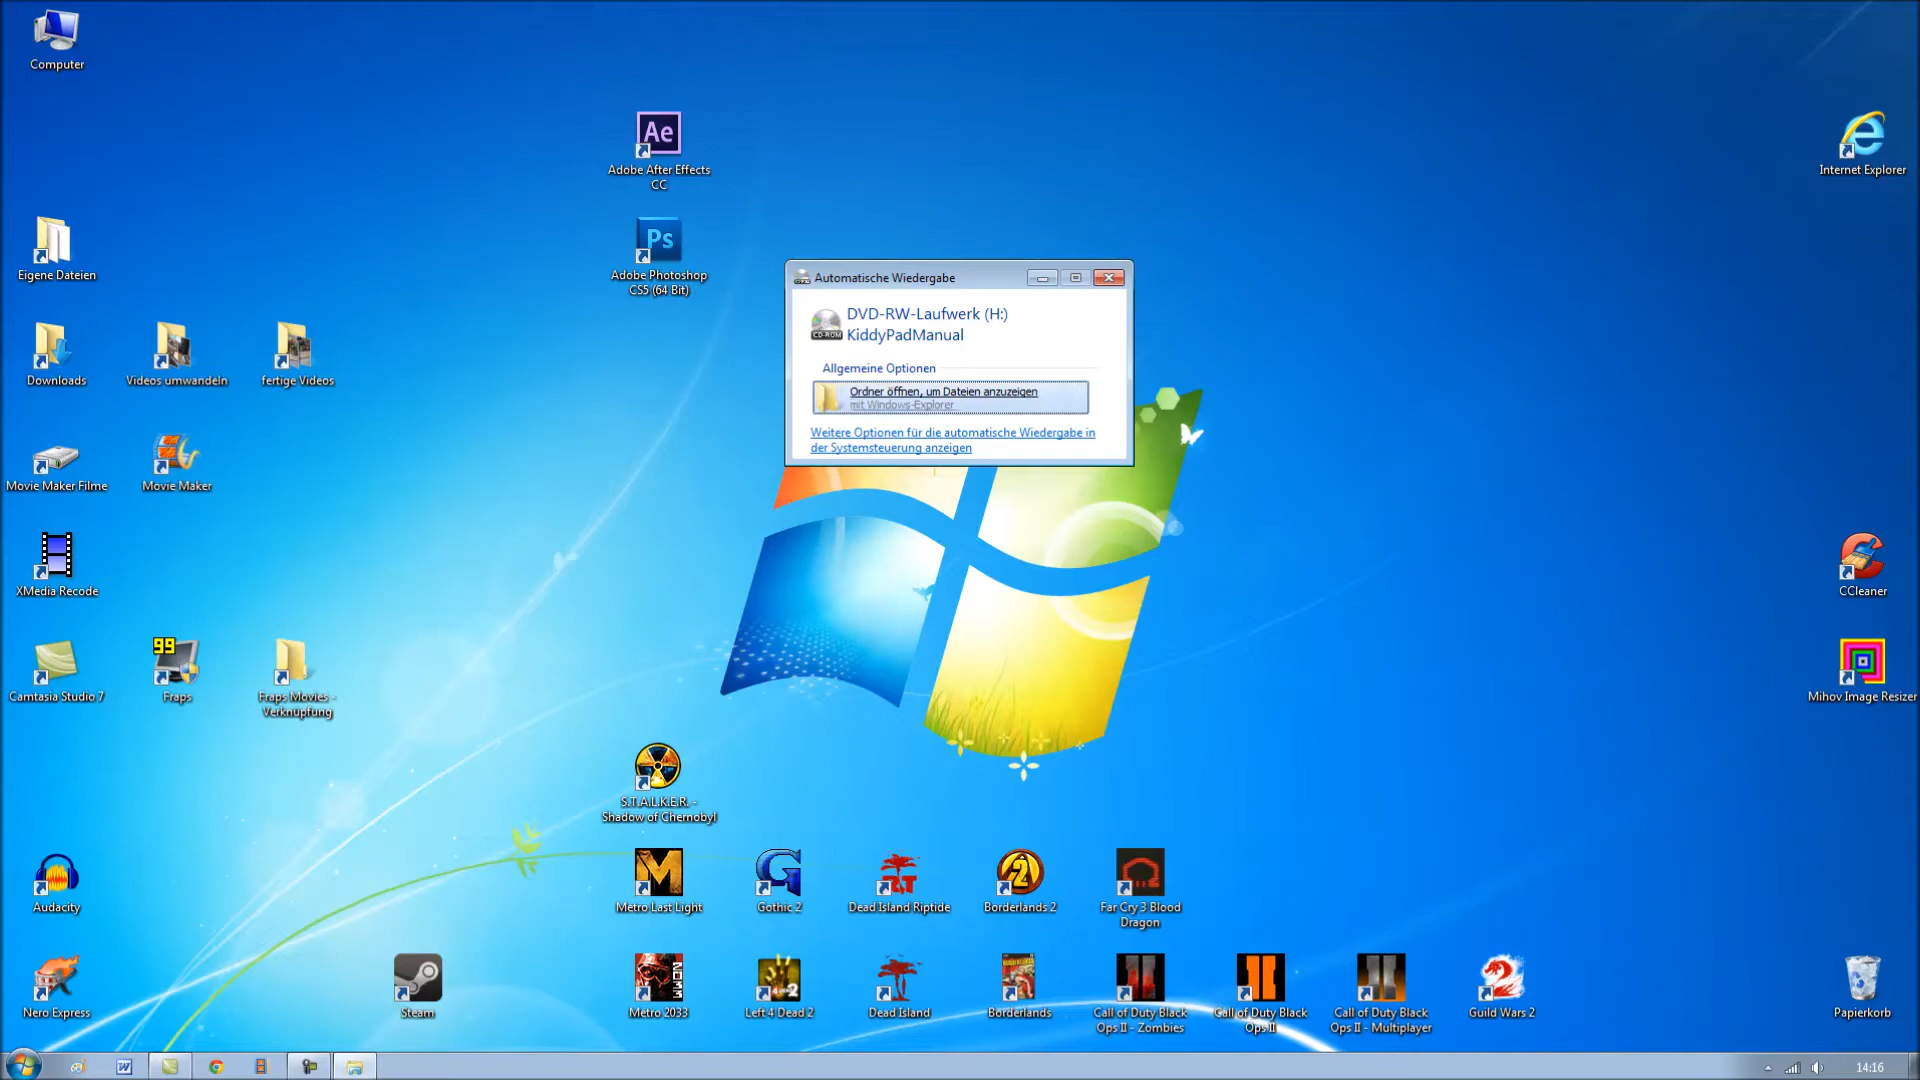 Computer
Ae
Adobe After Effects
CC
Internet Explorer
Eigene Dateien
Ps
Adobe Photoshop
CS5 (64 Bit)
Automatische Wiedergabe
DVD-RW-Laufwerk (H:)
CD-ROM
KiddyPadManual
Allgemeine Optionen
Ordner öffnen, um Dateien anzuzeigen
mit Windows-Explorer
Weitere Optionen für die automatische Wiedergabe in
der Systemsteuerung anzeigen
Downloads
Videos umwandeln
fertige Videos
Movie Maker Filme
Movie Maker
XMedia Recode
CCleaner
99
Camtasia Studio 7
Fraps
Fraps Movies -
Verknüpfung
Mihov Image Resizer
S.T.A.L.K.E.R. -
Shadow of Chernobyl
Audacity
Metro Last Light
Gothic 2
Dead Island Riptide
Borderlands 2
Far Cry 3 Blood
Dragon
Nero Express
Steam
2033
Metro 2033
Left 4 Dead 2
Dead Island
Borderlands
Call of Duty Black
Ops II - Zombies
Call of Duty Black
Ops II
Call of Duty Black
Ops II - Multiplayer
Guild Wars 2
Papierkorb
14:16